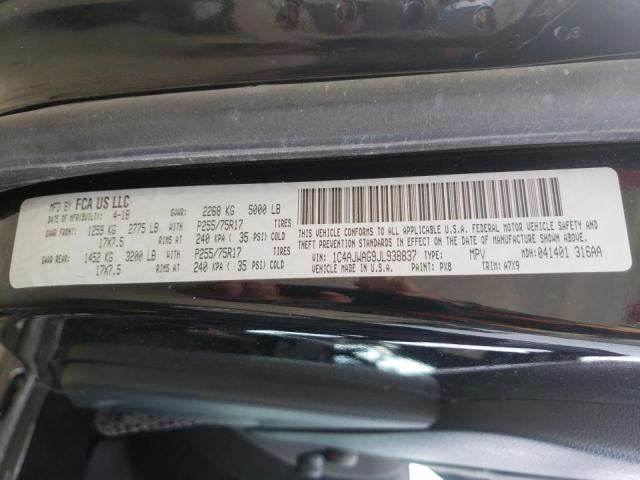 MFD BY FCA US LLC
DATE OF MFR/BUILT: 4-18 GVWR: 2268 KG 5000 LB
GAWR FRONT: 1259 KG 2775 LB WITH P255/75R17 TIRES
17X7.5 RIMS AT 240 KPA ( 35 PSI) COLD
GAWR REAR: 1452 KG 3200 LB WITH P255/75R17 TIRES
17X7.5 RIMS AT 240 KPA ( 35 PSI) COLD
THIS VEHICLE CONFORMS TO ALL APPLICABLE U.S.A. FEDERAL MOTOR VEHICLE SAFETY AND
THEFT PREVENTION STANDARDS IN EFFECT ON THE DATE OF MANUFACTURE SHOWN ABOVE.
VIN: 1C4AJWAG9JL938837 TYPE: MPV MDH: 041401 316AA
VEHICLE MADE IN U.S.A. PAINT: PX8 TRIM: A7X9